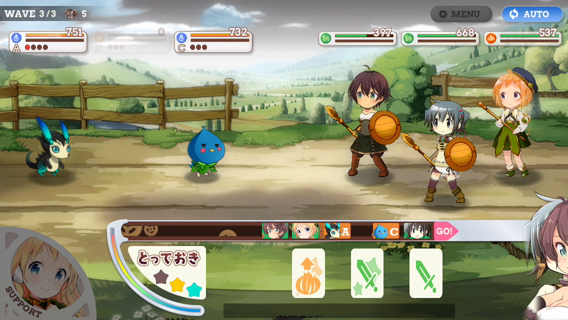 WAVE 3/3 5
MENU
AUTO
751
0
732
397
668
537
A
C
A
C
GO!
とっておき
SUPPORT